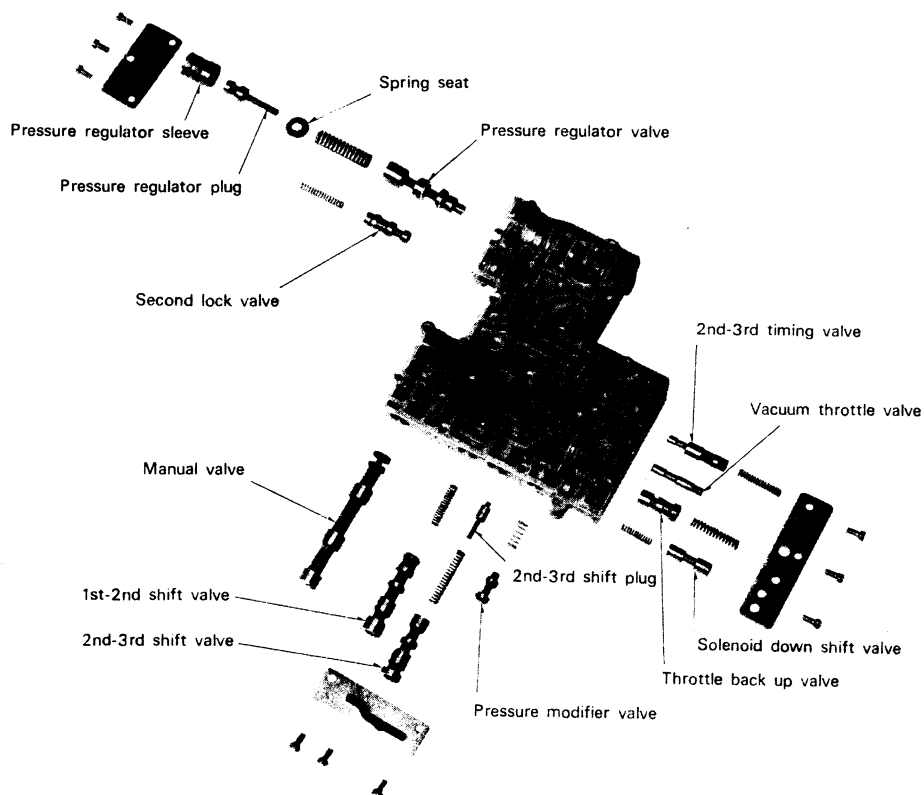 Spring seat
Pressure regulator sleeve
Pressure regulator valve
Pressure regulator plug
Second lock valve
2nd-3rd timing valve
Vacuum throttle valve
Manual valve
2nd-3rd shift plug
1st-2nd shift valve
2nd-3rd shift valve
Solenoid down shift valve
Throttle back up valve
Pressure modifier valve